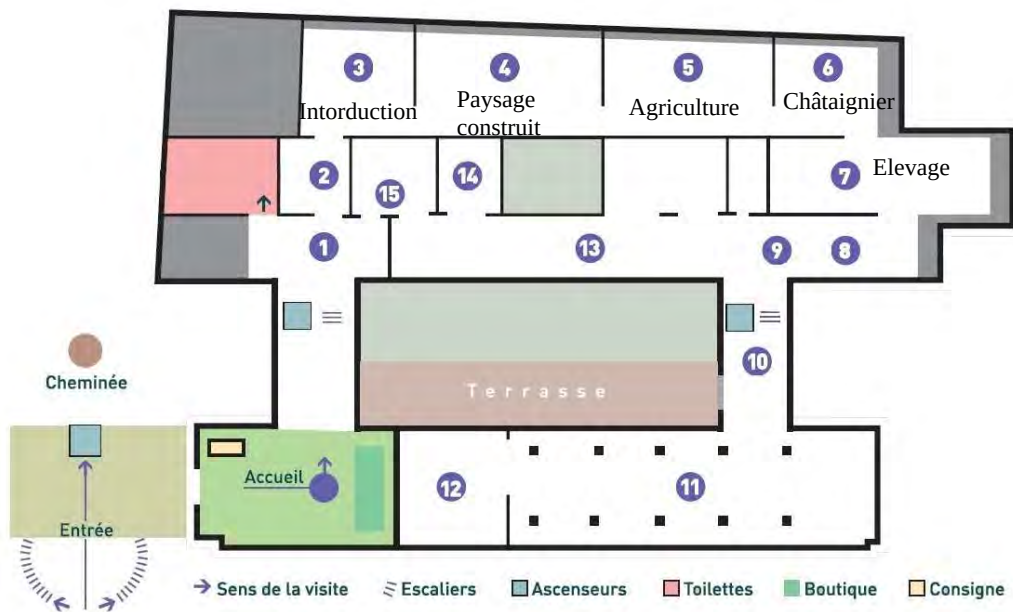 3
4
5
6
Intorduction
Paysage
construit
Agriculture
Châtaignier
2
15
14
7
Elevage
1
13
9
8
10
Cheminée
Terrasse
Accueil
12
11
Entrée
Sens de la visite
Escaliers
Ascenseurs
Toilettes
Boutique
Consigne